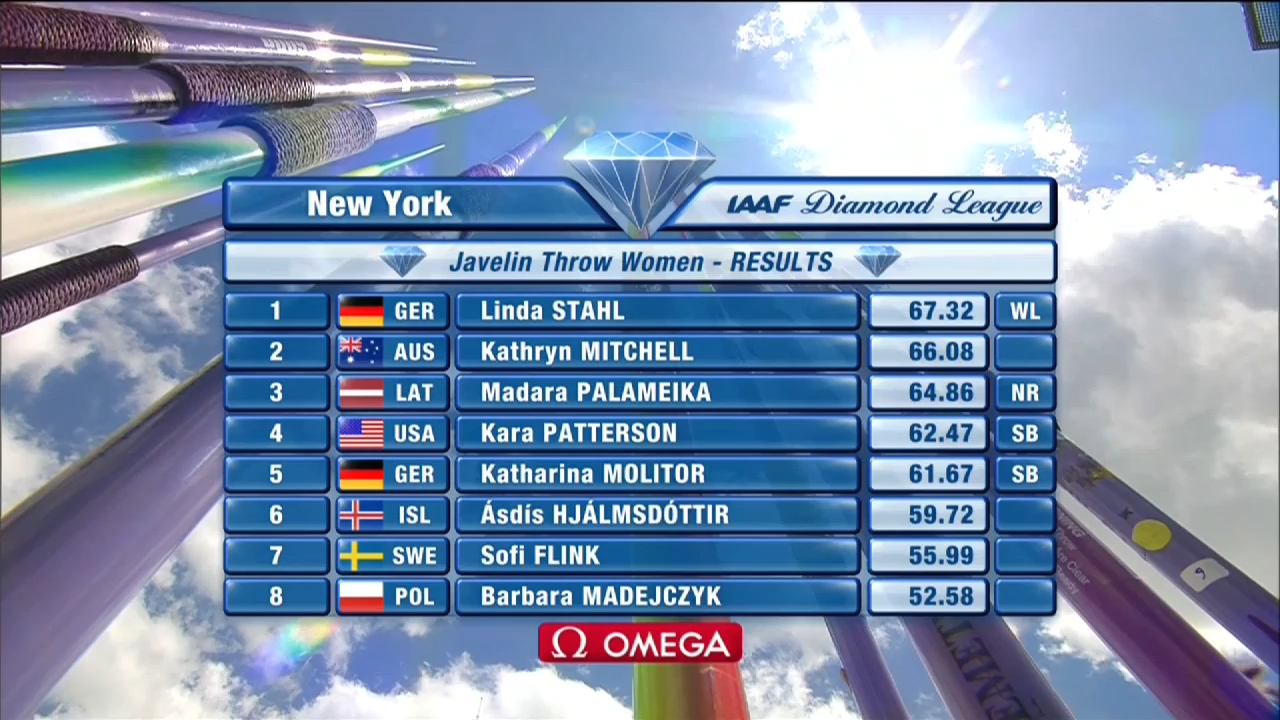 New York
IAAF Diamond League
Javelin Throw Women - RESULTS
1 GER Linda STAHL 67.32 WL
2 AUS Kathryn MITCHELL 66.08
3 LAT Madara PALAMEIKA 64.86 NR
4 USA Kara PATTERSON 62.47 SB
5 GER Katharina MOLITOR 61.67 SB
6 ISL Ásdís HJÁLMSDÓTTIR 59.72
7 SWE Sofi FLINK 55.99
8 POL Barbara MADEJCZYK 52.58
Ω OMEGA